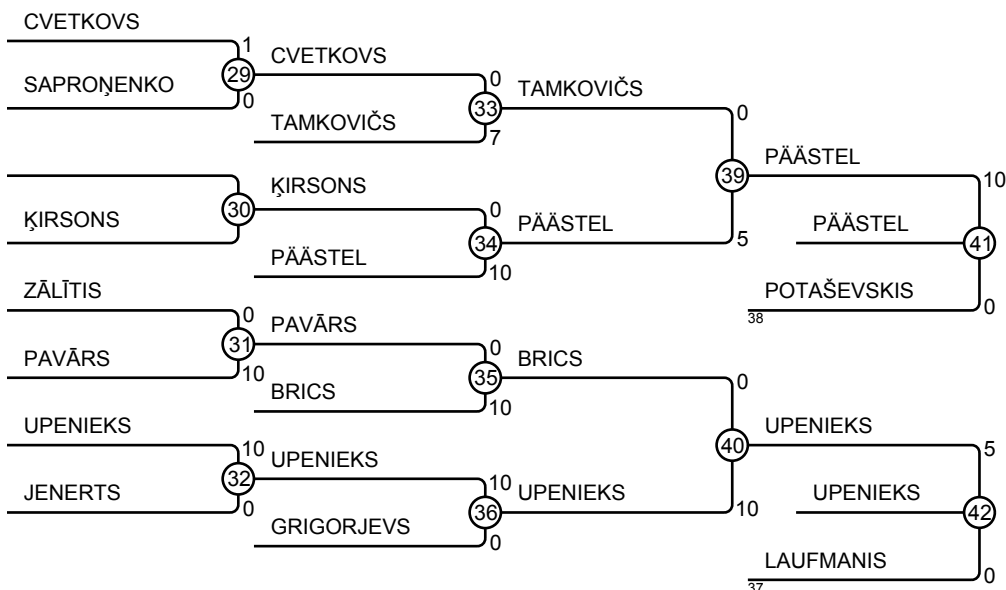 CVETKOVS
1
29
CVETKOVS
SAPROŅENKO
0
0
33
TAMKOVIČS
TAMKOVIČS
7
0
39
PÄÄSTEL
10
30
ĶIRSONS
ĶIRSONS
0
34
PÄÄSTEL
5
PÄÄSTEL
41
PÄÄSTEL
10
ZĀLĪTIS
POTAŠEVSKIS
38
0
0
31
PAVĀRS
PAVĀRS
10
0
35
BRICS
BRICS
10
0
40
UPENIEKS
5
UPENIEKS
10
32
UPENIEKS
JENERTS
0
10
36
UPENIEKS
10
UPENIEKS
42
GRIGORJEVS
0
LAUFMANIS
37
0